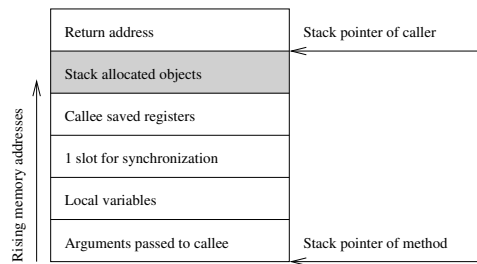 Return address
Stack pointer of caller
Stack allocated objects
Callee saved registers
1 slot for synchronization
Local variables
Arguments passed to callee
Stack pointer of method
Rising memory addresses